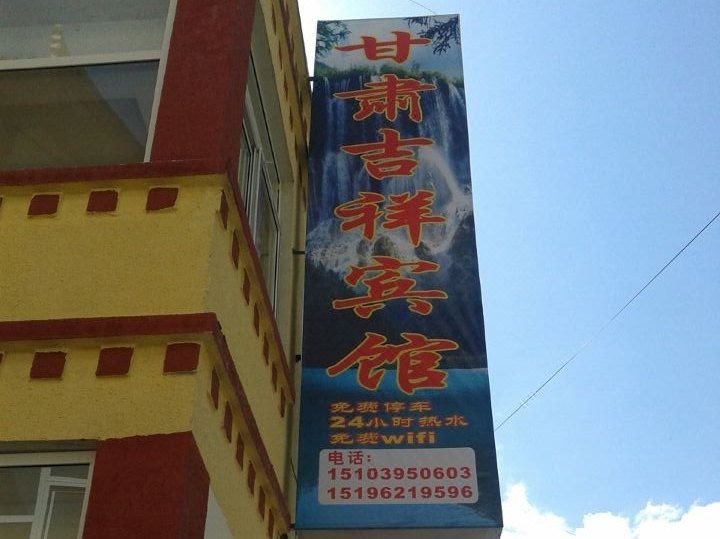 甘肃吉祥宾馆
免费停车
24小时热水
免费wifi
电话：
15103950603
15196219596